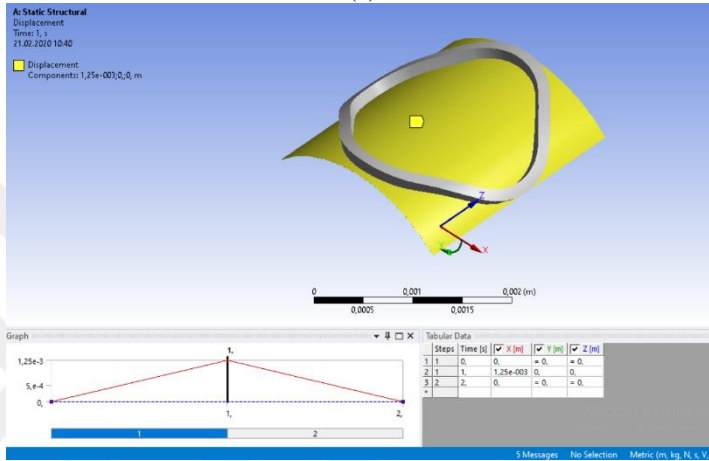 A: Static Structural
Displacement
Time: 1, s
21.02.2020 10:40
Displacement
Components: 1,25e-003;0,;0, m
Z
Y
X
0
0,001
0,002 (m)
0,0005
0,0015
Graph
1,
1,25e-3
5,e-4
0,
1,
2,
1
2
Tabular Data
Steps Time [s] X [m] Y [m] Z [m]
1 1 0, 0, = 0, = 0,
2 1 1, 1,25e-003 0, 0,
3 2 2, 0, = 0, = 0,
*
5 Messages No Selection Metric (m, kg, N, s, V,